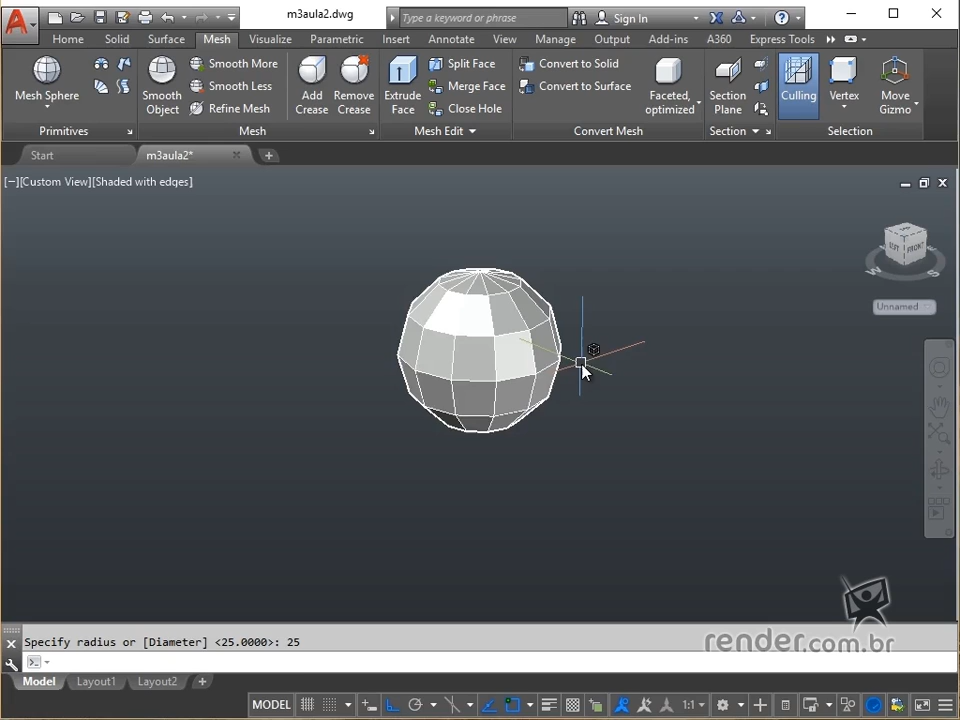 m3aula2.dwg
Type a keyword or phrase
Sign In
Home Solid Surface Mesh Visualize Parametric Insert Annotate View Manage Output Add-ins A360 Express Tools
Mesh Sphere
Smooth Object
Smooth More
Smooth Less
Refine Mesh
Add Crease
Remove Crease
Extrude Face
Split Face
Merge Face
Close Hole
Convert to Solid
Convert to Surface
Faceted, optimized
Section Plane
Culling
Vertex
Move Gizmo
Primitives Mesh Mesh Edit Convert Mesh Section Selection
Start m3aula2*
[−][Custom View][Shaded with edges]
LEFT FRONT
W S
Unnamed
render.com.br
Specify radius or [Diameter] <25.0000>: 25
Model Layout1 Layout2
MODEL 1:1